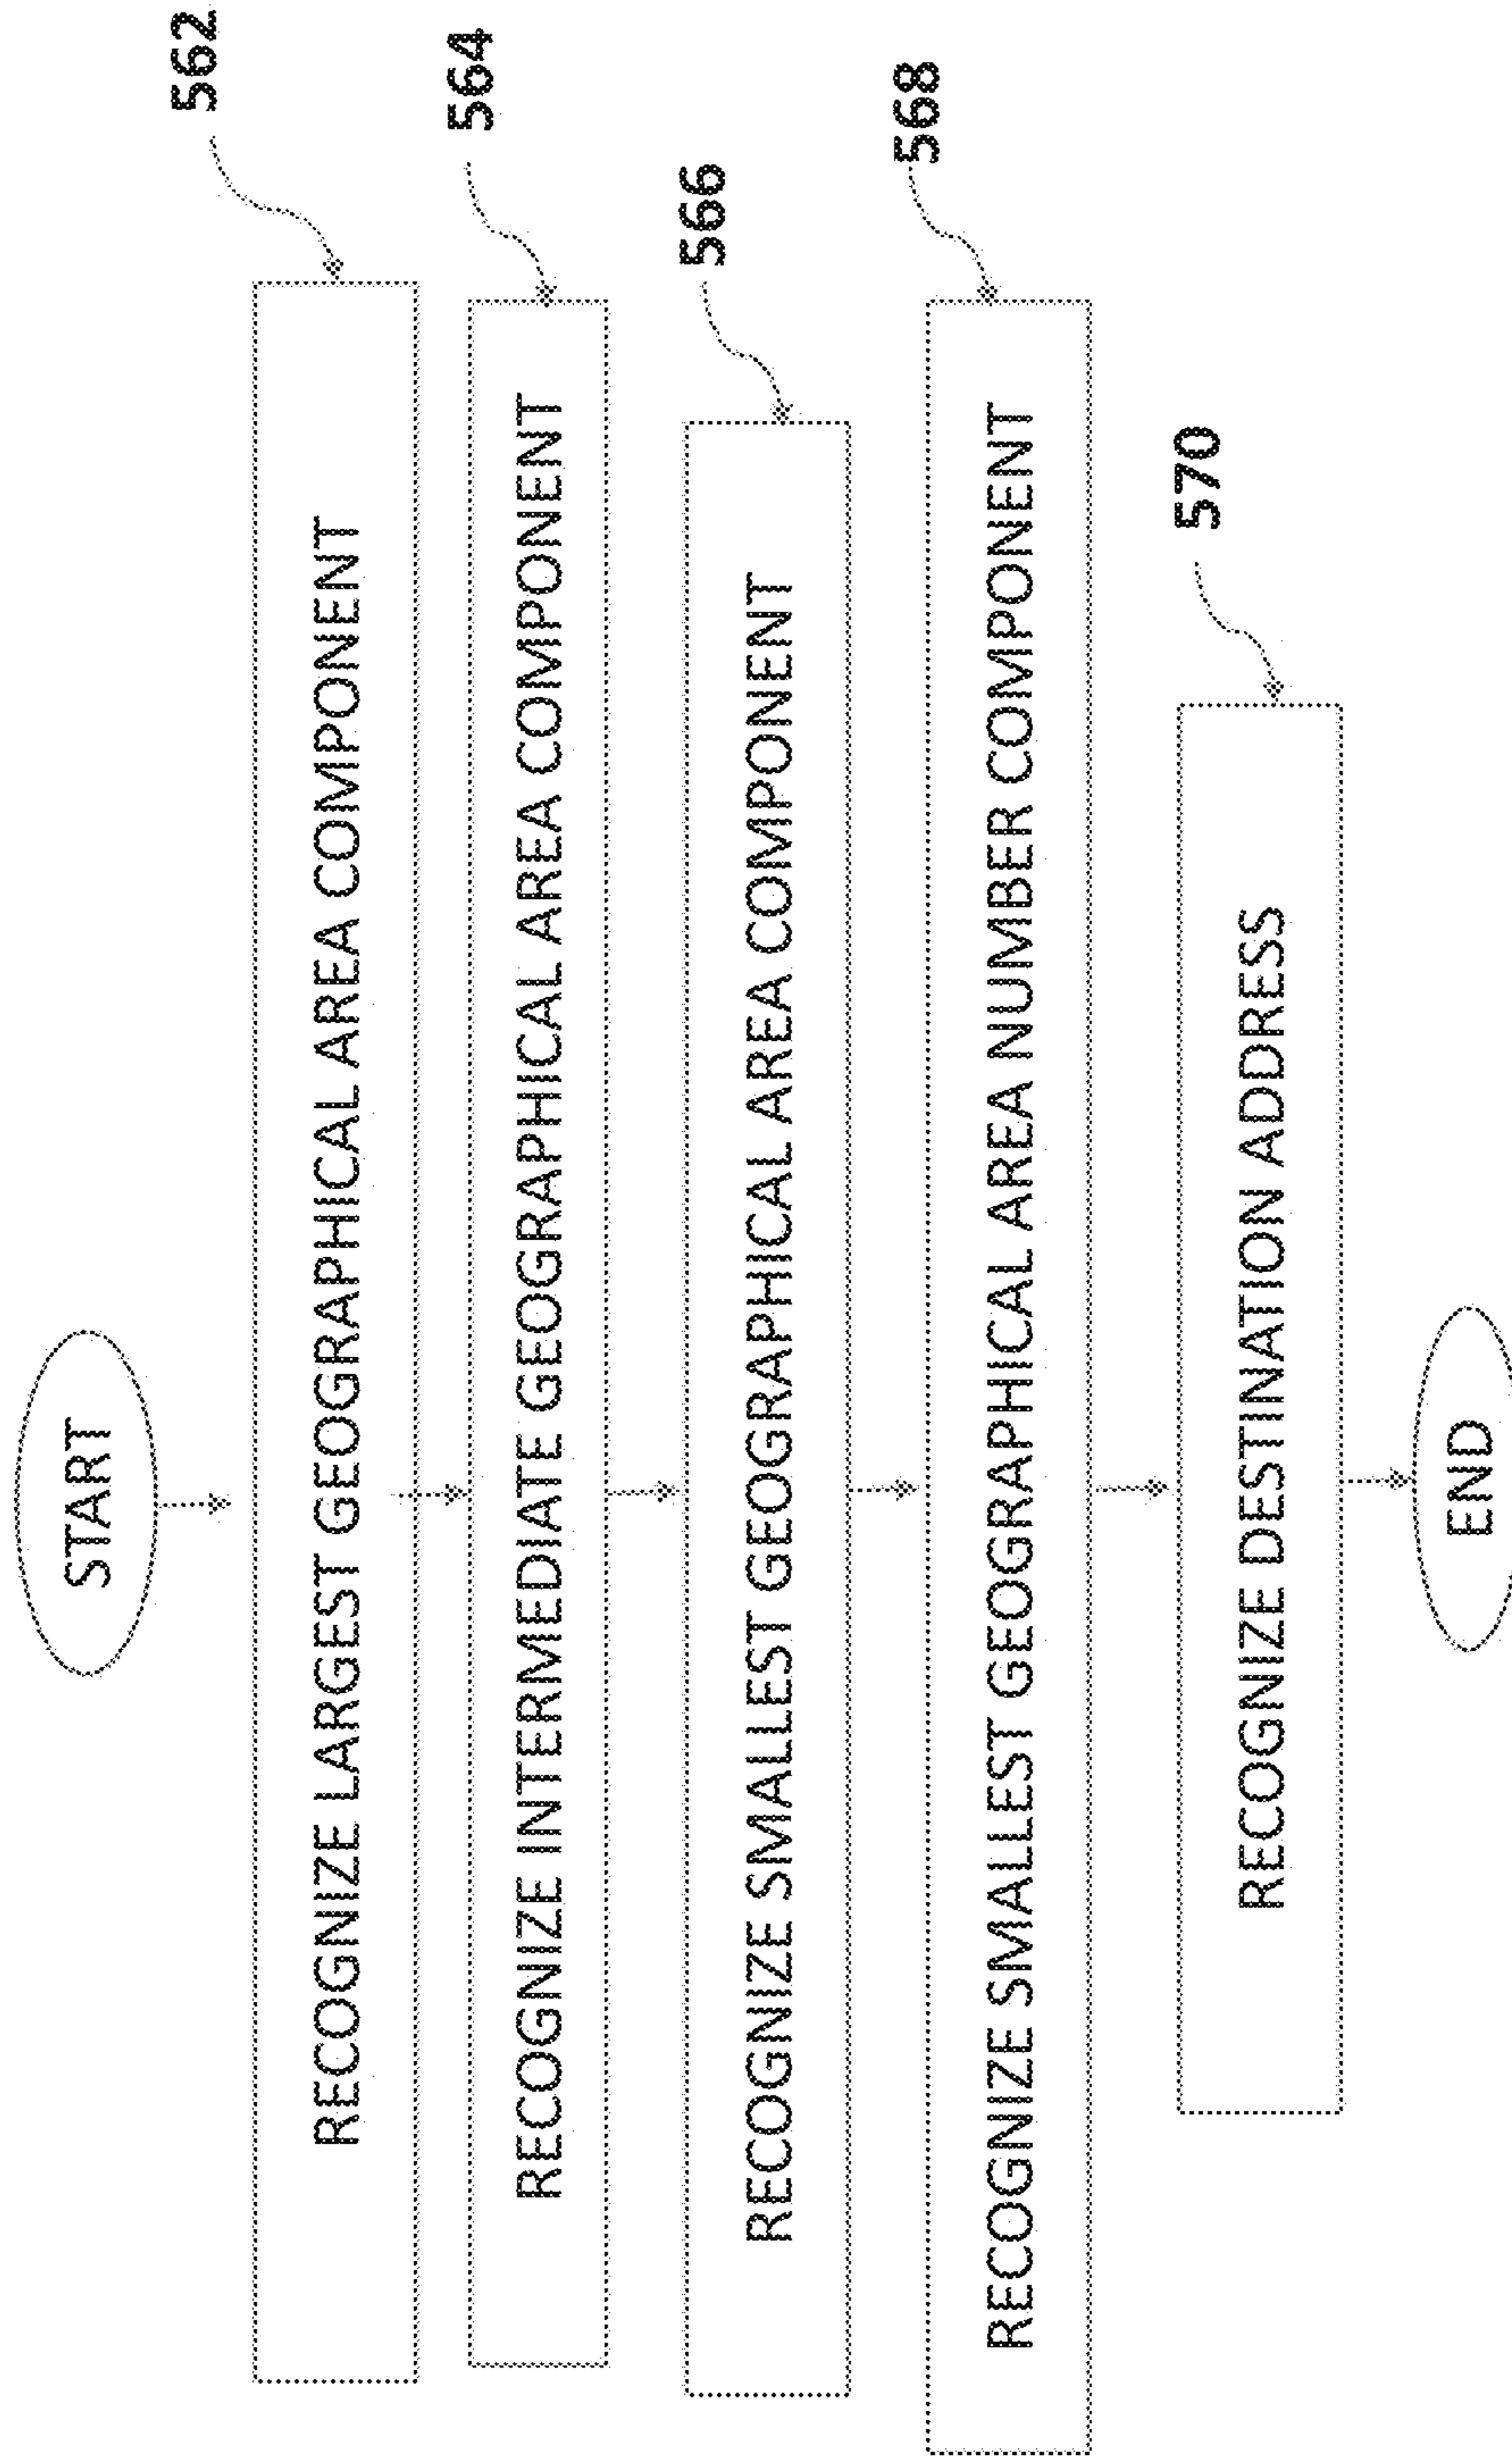 START
RECOGNIZE LARGEST GEOGRAPHICAL AREA COMPONENT
562
RECOGNIZE INTERMEDIATE GEOGRAPHICAL AREA COMPONENT
564
RECOGNIZE SMALLEST GEOGRAPHICAL AREA COMPONENT
566
RECOGNIZE SMALLEST GEOGRAPHICAL AREA NUMBER COMPONENT
568
RECOGNIZE DESTINATION ADDRESS
570
END